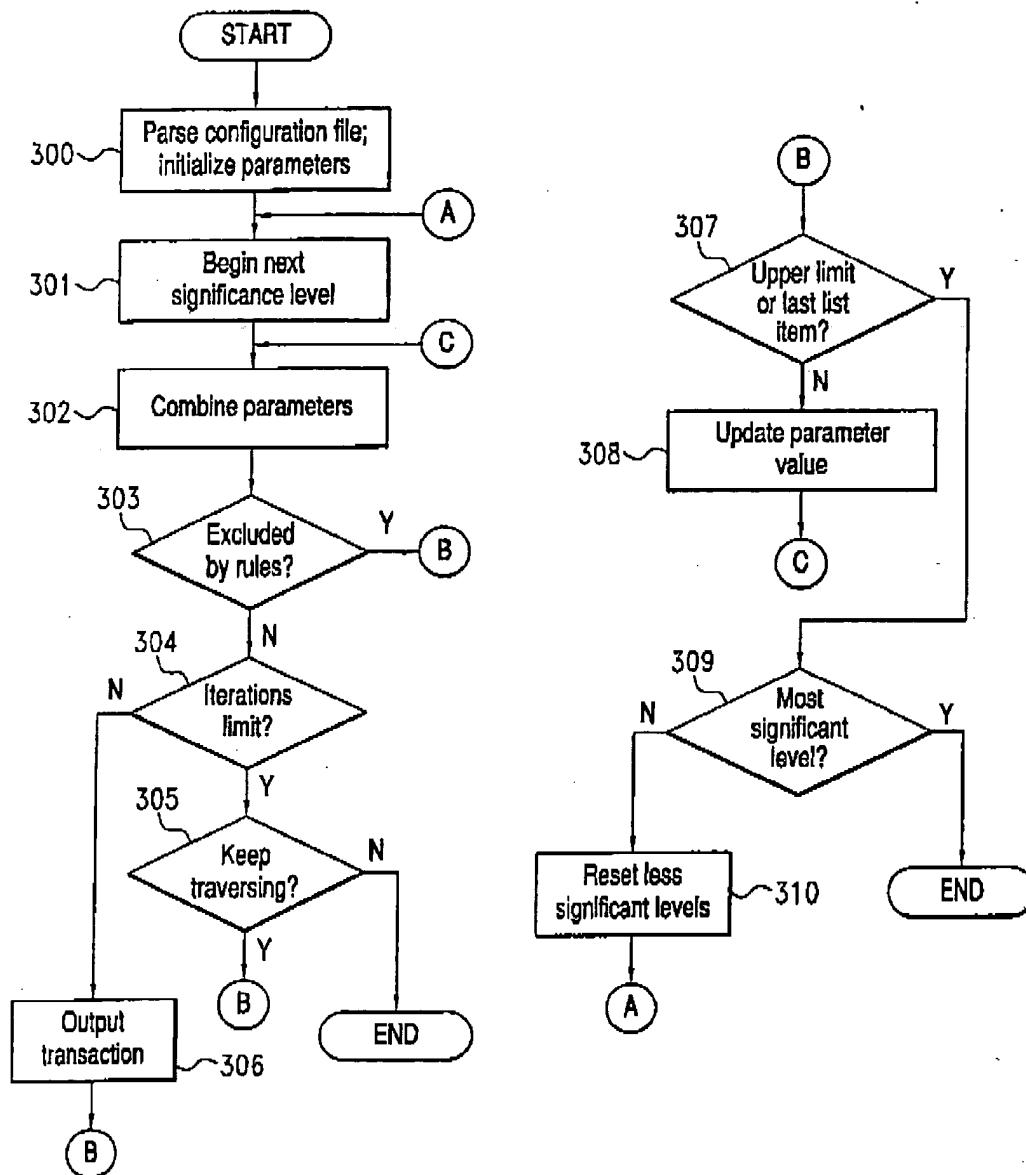 START
300
Parse configuration file;
initialize parameters
A
301
Begin next
significance level
C
302
Combine parameters
303
Excluded
by rules?
Y
B
N
304
Iterations
limit?
N
Y
305
Keep
traversing?
N
Y
B
END
Output
transaction
306
B
B
307
Upper limit
or last list
item?
Y
N
308
Update parameter
value
C
309
Most
significant
level?
N
Y
Reset less
significant levels
310
END
A